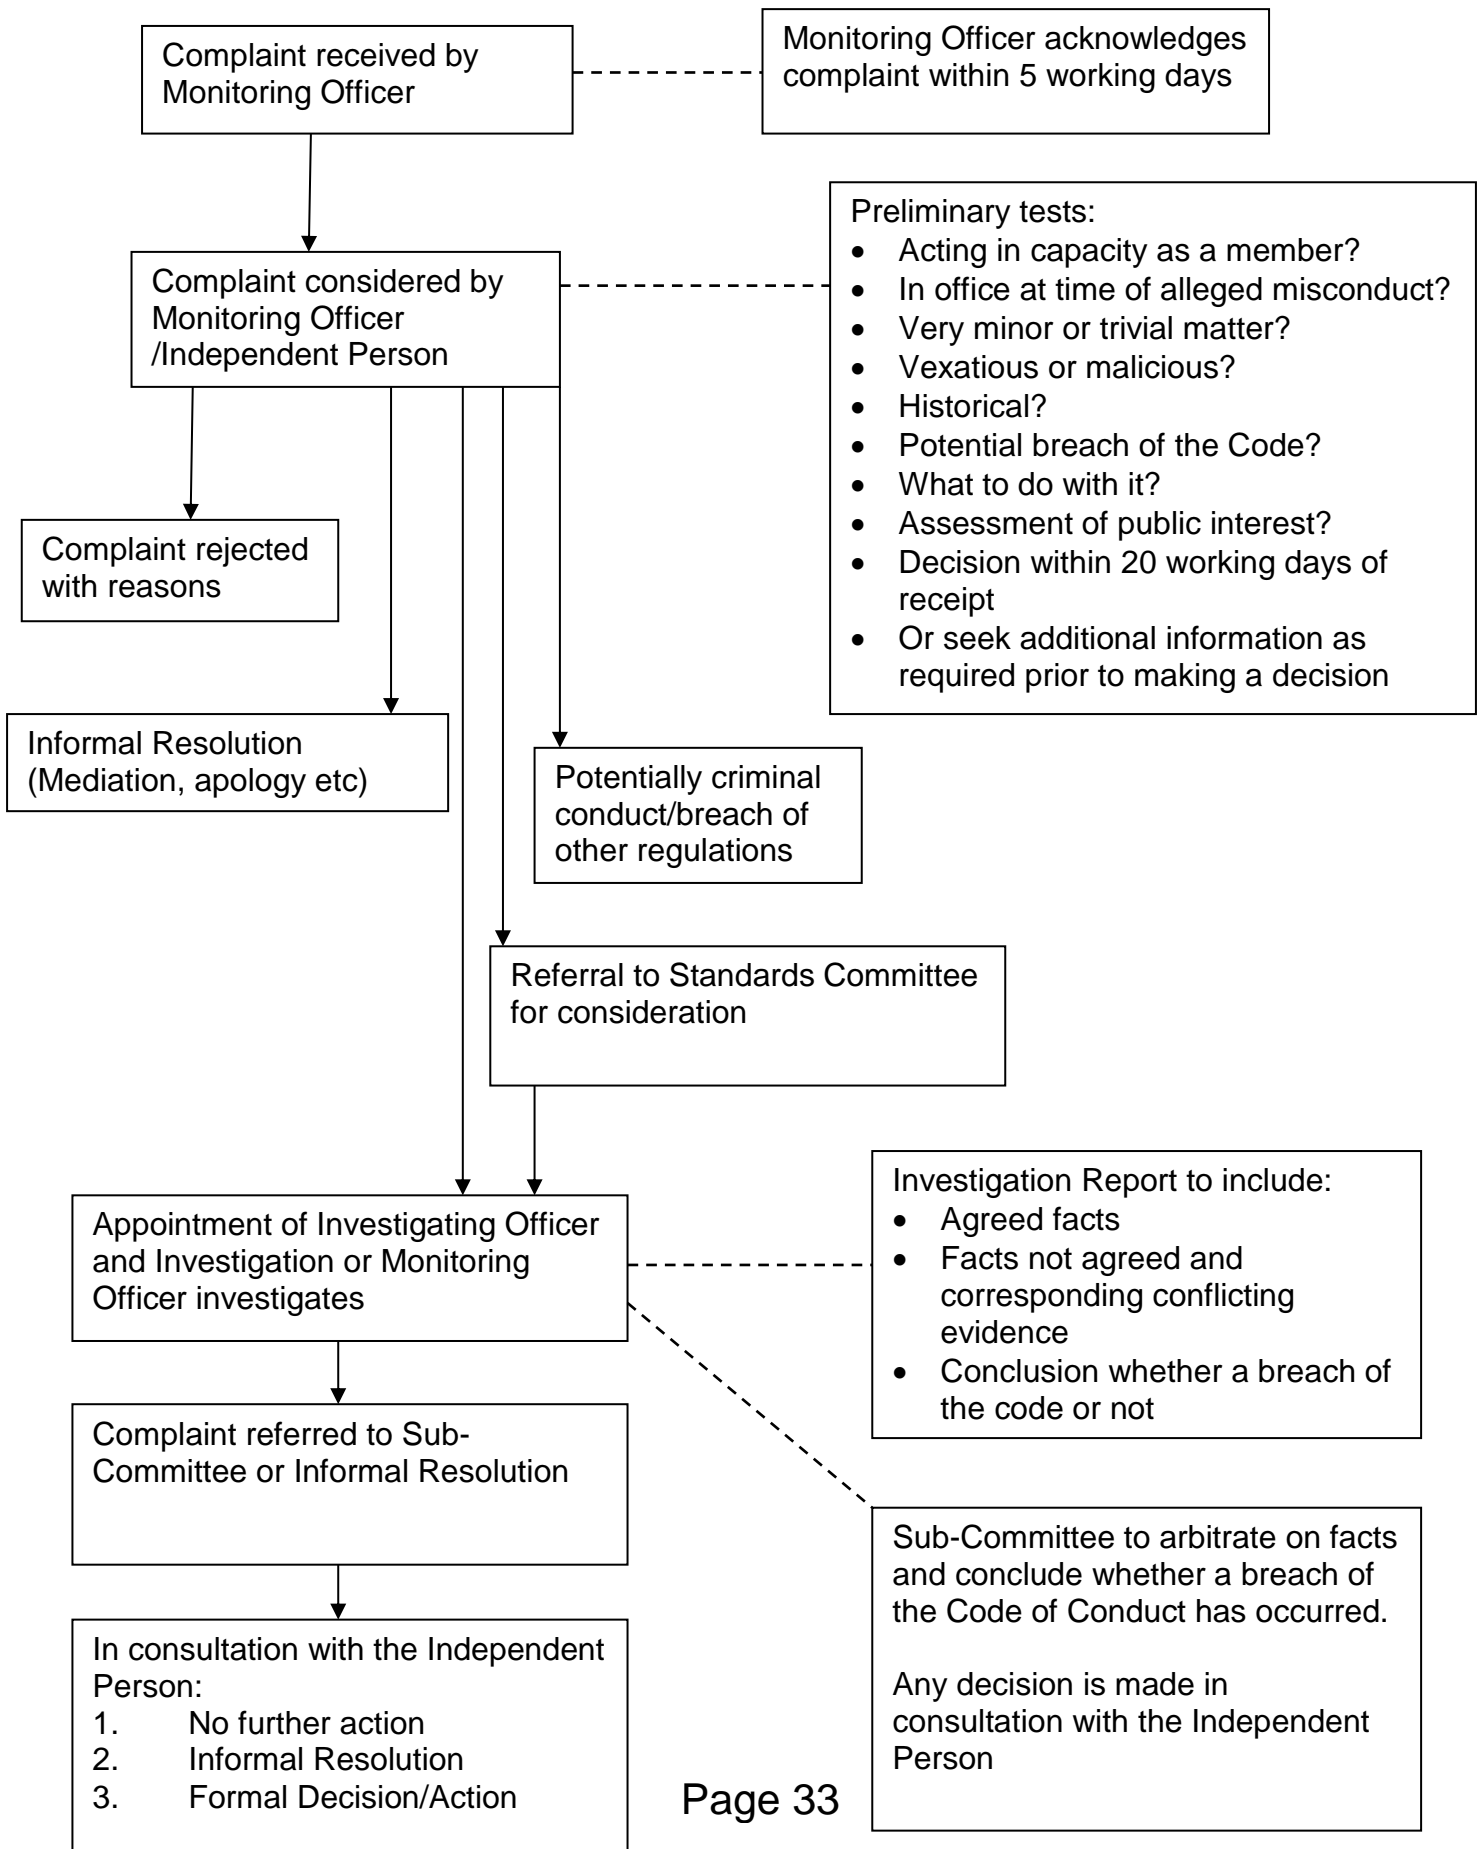 Complaint received by
Monitoring Officer
Monitoring Officer acknowledges
complaint within 5 working days
Complaint considered by
Monitoring Officer
/Independent Person
Preliminary tests:
• Acting in capacity as a member?
• In office at time of alleged misconduct?
• Very minor or trivial matter?
• Vexatious or malicious?
• Historical?
• Potential breach of the Code?
• What to do with it?
• Assessment of public interest?
• Decision within 20 working days of
receipt
• Or seek additional information as
required prior to making a decision
Complaint rejected
with reasons
Informal Resolution
(Mediation, apology etc)
Potentially criminal
conduct/breach of
other regulations
Referral to Standards Committee
for consideration
Appointment of Investigating Officer
and Investigation or Monitoring
Officer investigates
Investigation Report to include:
• Agreed facts
• Facts not agreed and
corresponding conflicting
evidence
• Conclusion whether a breach of
the code or not
Complaint referred to Sub-
Committee or Informal Resolution
Sub-Committee to arbitrate on facts
and conclude whether a breach of
the Code of Conduct has occurred.
Any decision is made in
consultation with the Independent
Person
In consultation with the Independent
Person:
1. No further action
2. Informal Resolution
3. Formal Decision/Action
Page 33